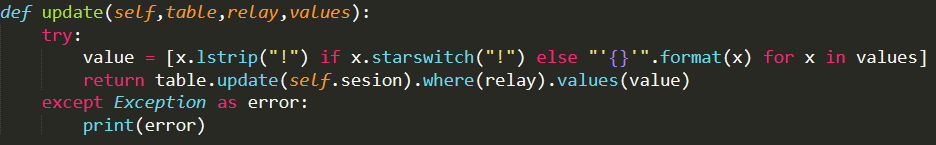 def update(self,table,relay,values):
try:
value = [x.lstrip("!") if x.starswitch("!") else "'{}'".format(x) for x in values]
return table.update(self.sesion).where(relay).values(value)
except Exception as error:
print(error)